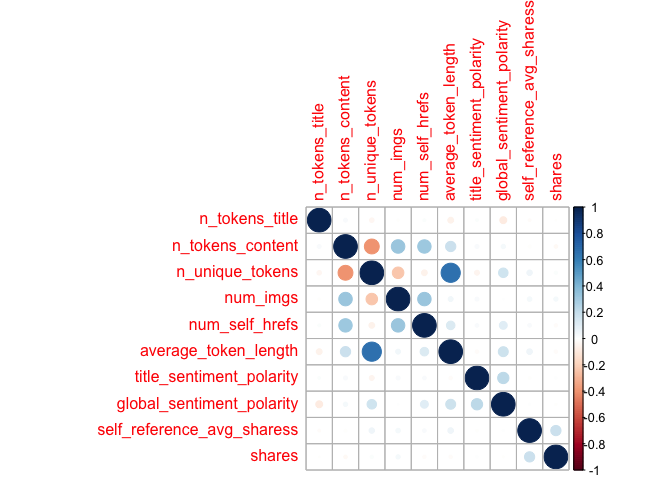 n_tokens_title
n_tokens_content
n_unique_tokens
num_imgs
num_self_hrefs
average_token_length
title_sentiment_polarity
global_sentiment_polarity
self_reference_avg_sharess
shares
n_tokens_title
n_tokens_content
n_unique_tokens
num_imgs
num_self_hrefs
average_token_length
title_sentiment_polarity
global_sentiment_polarity
self_reference_avg_sharess
shares
1
0.8
0.6
0.4
0.2
0
-0.2
-0.4
-0.6
-0.8
-1